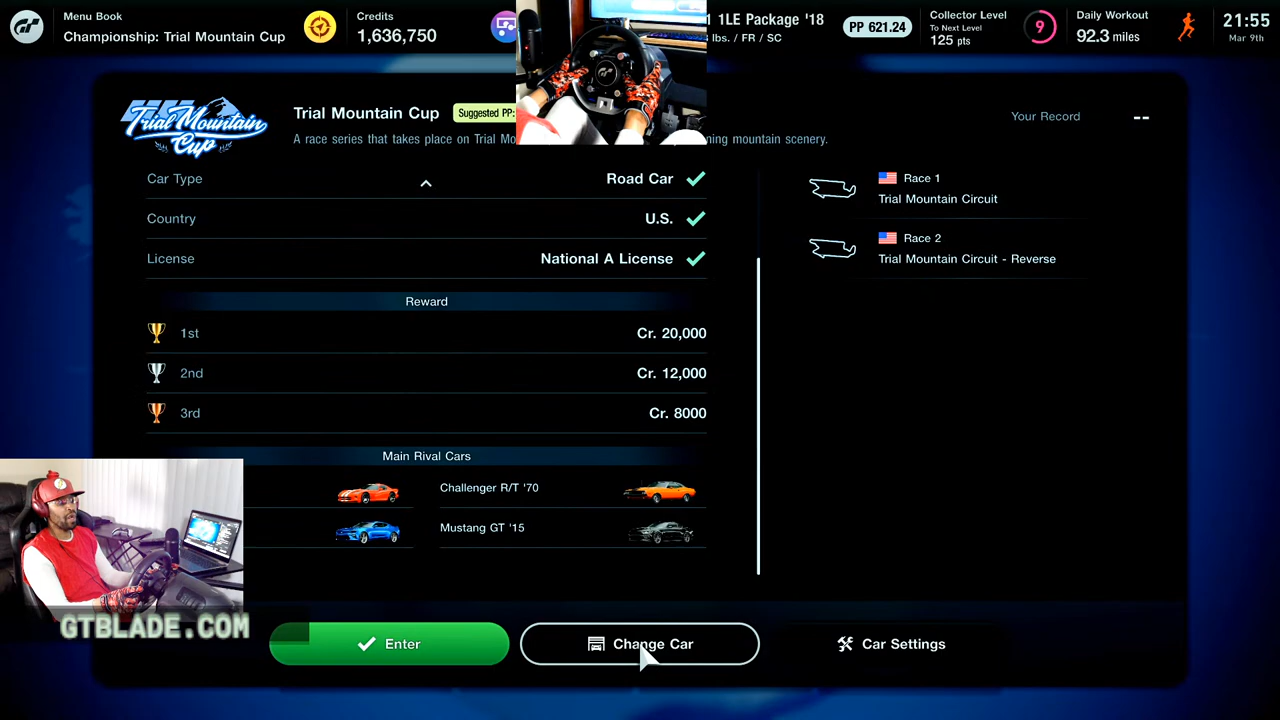 Menu Book
Championship: Trial Mountain Cup
Credits
1,636,750
1 1LE Package '18
lbs. / FR / SC
PP 621.24
Collector Level
To Next Level
125 pts
9
Daily Workout
92.3 miles
21:55
Mar 9th
Trial Mountain Cup
Trial Mountain Cup
Suggested PP:
A race series that takes place on Trial Mo
ning mountain scenery.
Your Record
--
Car Type
Road Car
Country
U.S.
License
National A License
Reward
1st
Cr. 20,000
2nd
Cr. 12,000
3rd
Cr. 8000
Main Rival Cars
Challenger R/T '70
Mustang GT '15
Race 1
Trial Mountain Circuit
Race 2
Trial Mountain Circuit - Reverse
GTBLADE.COM
Enter
Change Car
Car Settings